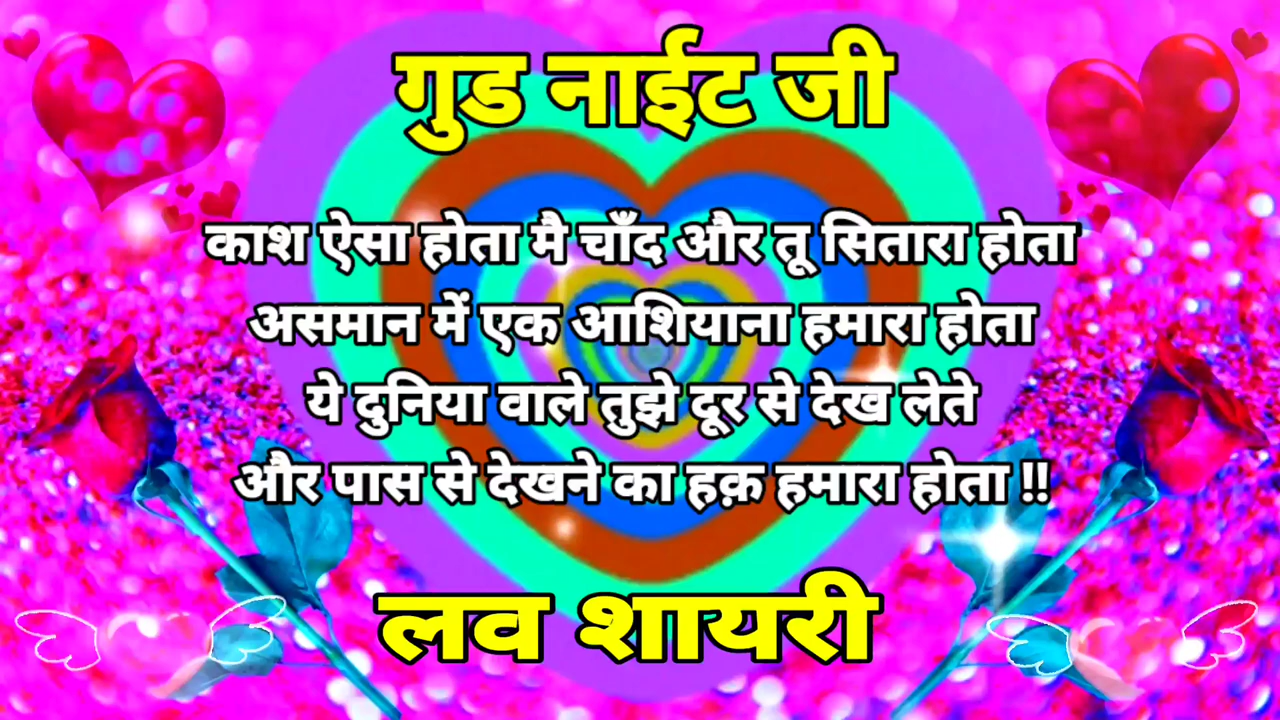 गुड नाईट जी
काश ऐसा होता मै चाँद और तू सितारा होता
असमान में एक आशियाना हमारा होता
ये दुनिया वाले तुझे दूर से देख लेते
और पास से देखने का हक़ हमारा होता !!
लव शायरी